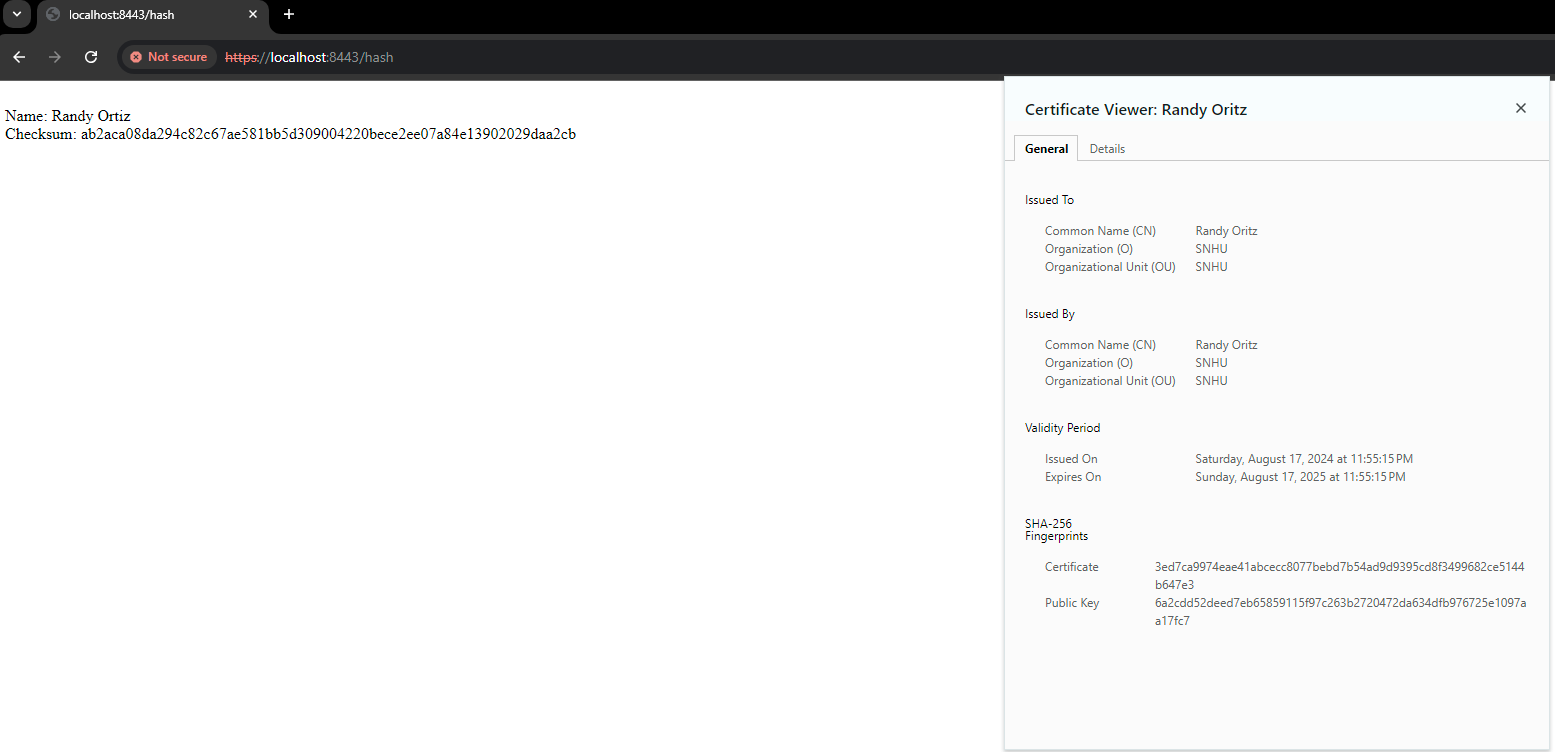 localhost:8443/hash
Not secure https://localhost:8443/hash
Name: Randy Ortiz
Checksum: ab2aca08da294c82c67ae581bb5d309004220bece2ee07a84e13902029daa2cb
Certificate Viewer: Randy Oritz
General Details
Issued To
Common Name (CN) Randy Oritz
Organization (O) SNHU
Organizational Unit (OU) SNHU
Issued By
Common Name (CN) Randy Oritz
Organization (O) SNHU
Organizational Unit (OU) SNHU
Validity Period
Issued On Saturday, August 17, 2024 at 11:55:15 PM
Expires On Sunday, August 17, 2025 at 11:55:15 PM
SHA-256
Fingerprints
Certificate 3ed7ca9974eae41abcecc8077bebd7b54ad9d9395cd8f3499682ce5144
b647e3
Public Key 6a2cdd52deed7eb65859115f97c263b2720472da634dfb976725e1097a
a17fc7